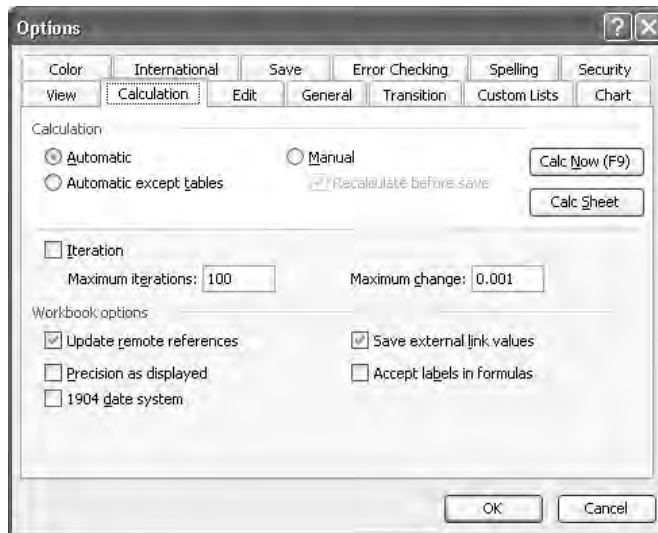 Options
Color International Save Error Checking Spelling Security
View Calculation Edit General Transition Custom Lists Chart
Calculation
Automatic Manual Calc Now (F9)
Automatic except tables Recalculate before save
Calc Sheet
Iteration
Maximum iterations: 100 Maximum change: 0.001
Workbook options
Update remote references Save external link values
Precision as displayed Accept labels in formulas
1904 date system
OK Cancel